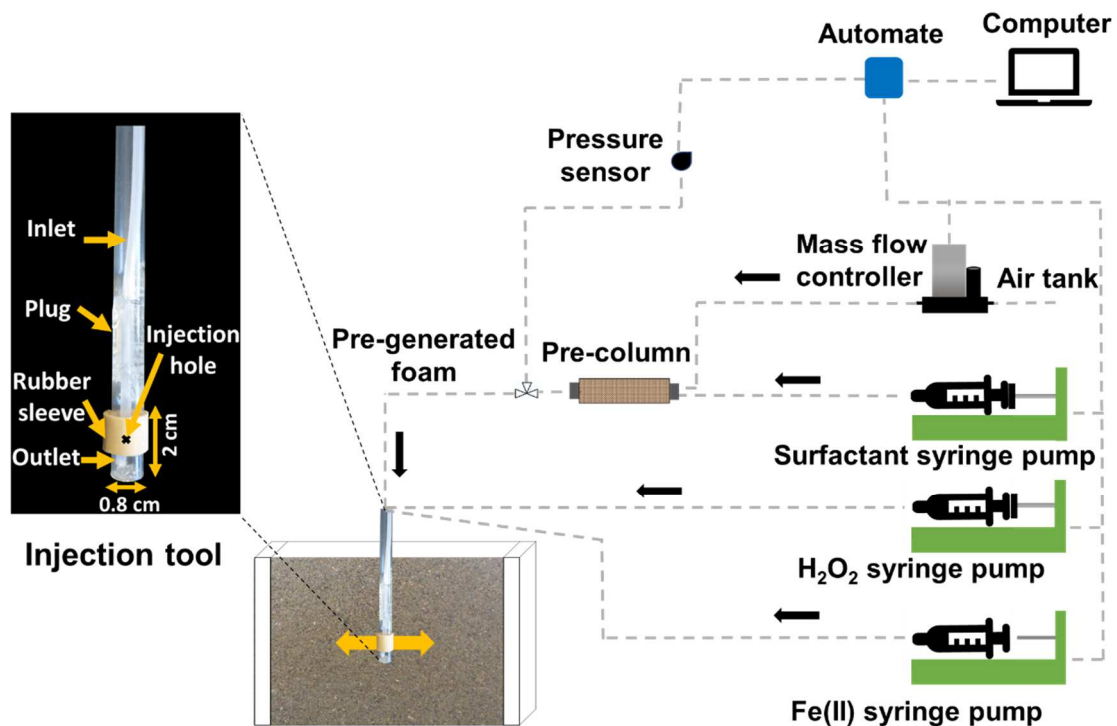 Automate
Computer
Pressure
sensor
Mass flow
controller
Air tank
Inlet
Plug
Injection
hole
Rubber
sleeve
Outlet
2 cm
0.8 cm
Injection tool
Pre-generated
foam
Pre-column
Surfactant syringe pump
H₂O₂ syringe pump
Fe(II) syringe pump